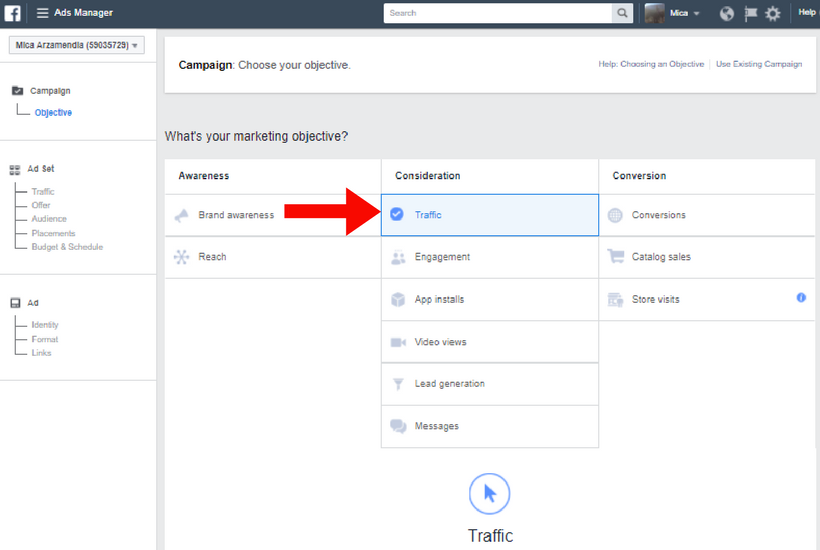 f Ads Manager Search Mica Help
Mica Arzamendia (59035729)
Campaign: Choose your objective. Help: Choosing an Objective Use Existing Campaign
Campaign
Objective
What's your marketing objective?
Awareness Consideration Conversion
Ad Set
Traffic
Offer
Audience
Placements
Budget & Schedule
Brand awareness Traffic Conversions
Reach Engagement Catalog sales
App installs Store visits
Ad
Identity
Format
Links
Video views
Lead generation
Messages
Traffic